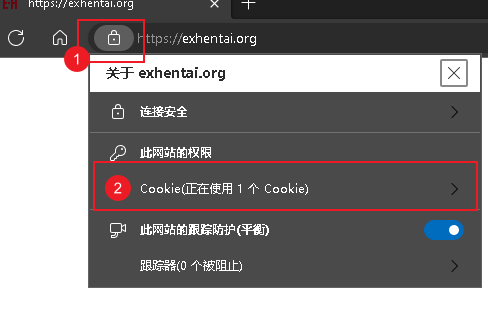 EH https://exhentai.org
https://exhentai.org
1
关于 exhentai.org
连接安全
此网站的权限
2 Cookie(正在使用 1 个 Cookie)
此网站的跟踪防护(平衡)
跟踪器(0 个被阻止)